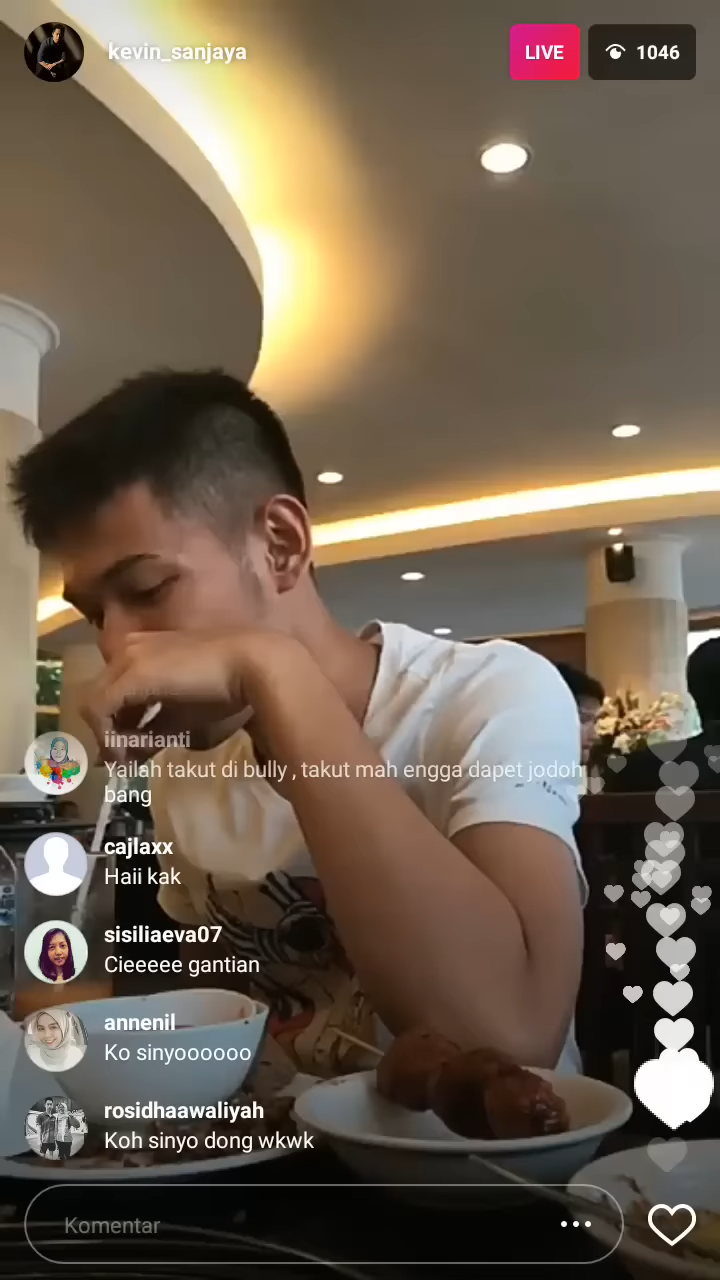 kevin_sanjaya
LIVE
1046
iinarianti
Yailah takut di bully , takut mah engga dapet jodoh
bang
cajlaxx
Haii kak
sisiliaeva07
Cieeeee gantian
annenil
Ko sinyoooooo
rosidhaawaliyah
Koh sinyo dong wkwk
Komentar